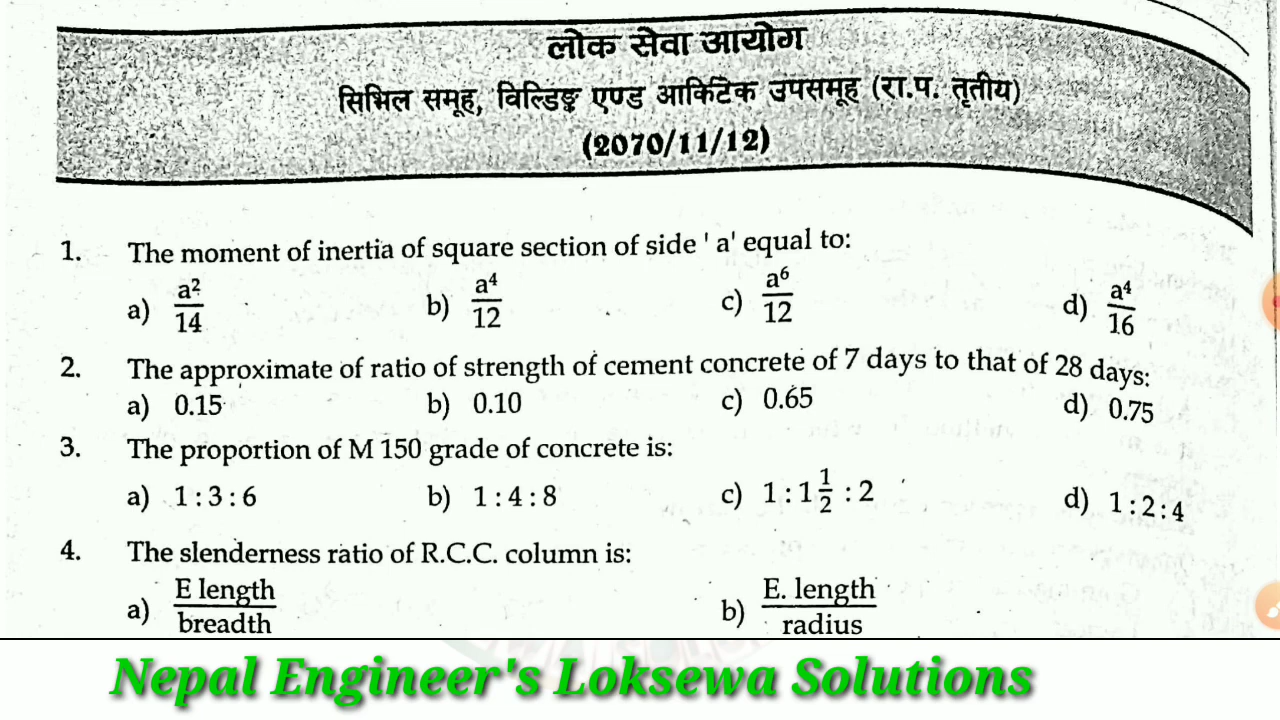 लोक सेवा आयोग
सिभिल समूह, विल्डिङ्ग एण्ड आकिटेक उपसमूह (रा.प. तृतीय)
(2070/11/12)
1. The moment of inertia of square section of side ' a' equal to:
a) a²/14 b) a⁴/12 c) a⁶/12 d) a⁴/16
2. The approximate of ratio of strength of cement concrete of 7 days to that of 28 days:
a) 0.15 b) 0.10 c) 0.65 d) 0.75
3. The proportion of M 150 grade of concrete is:
a) 1 : 3 : 6 b) 1 : 4 : 8 c) 1 : 1 1/2 : 2 d) 1 : 2 : 4
4. The slenderness ratio of R.C.C. column is:
a) E length/breadth b) E. length/radius
Nepal Engineer's Loksewa Solutions